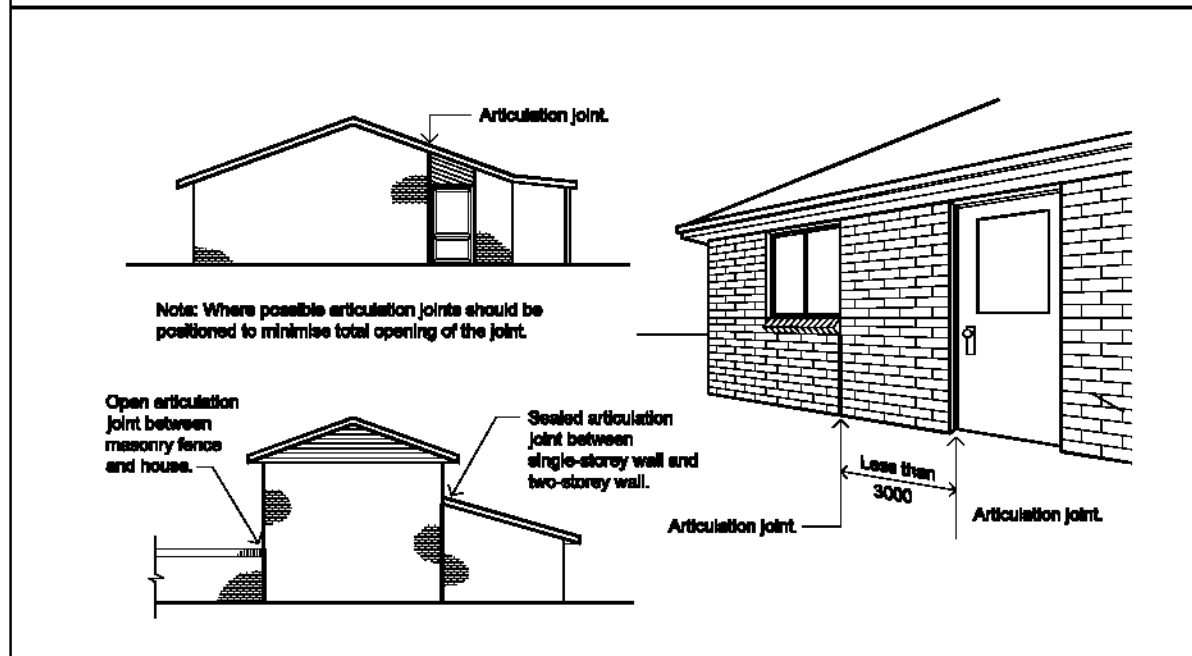 Articulation joint.
Note: Where possible articulation joints should be
positioned to minimise total opening of the joint.
Open articulation
joint between
masonry fence
and house.
Sealed articulation
joint between
single-storey wall and
two-storey wall.
Less than
3000
Articulation joint.
Articulation joint.